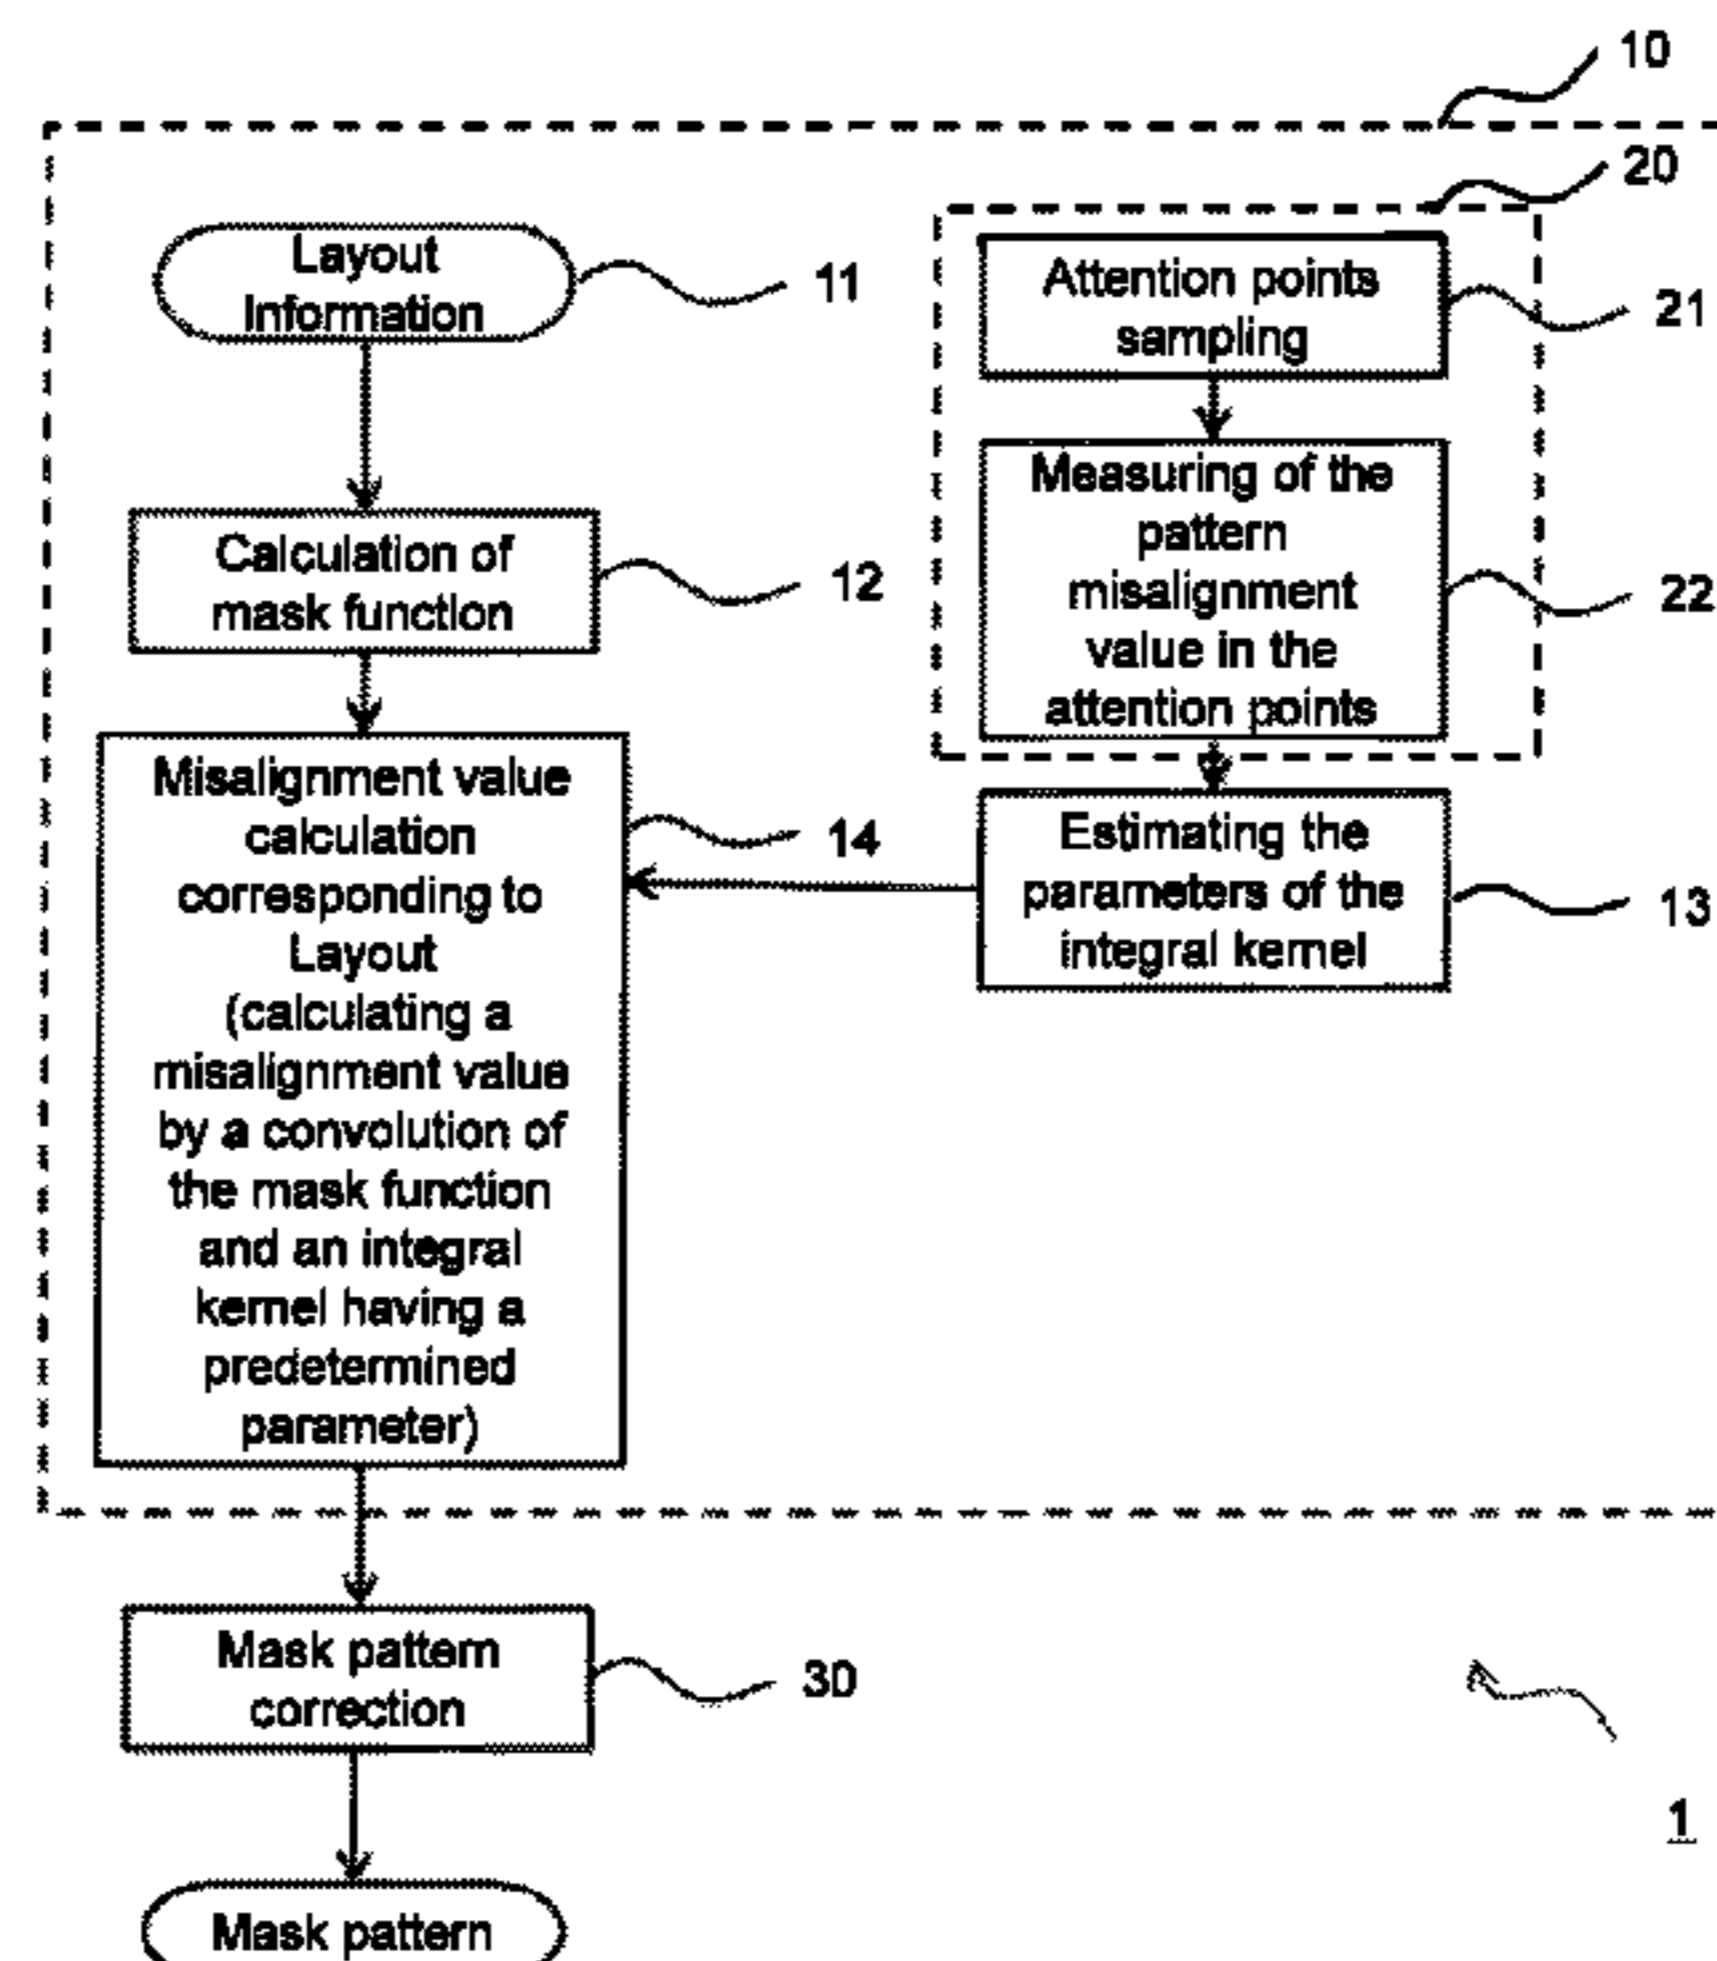 10
20
Layout
Information
11
Attention points
sampling
21
Calculation of
mask function
12
Measuring of the
pattern
misalignment
value in the
attention points
22
Misalignment value
calculation
corresponding to
Layout
(calculating a
misalignment value
by a convolution of
the mask function
and an integral
kernel having a
predetermined
parameter)
14
Estimating the
parameters of the
integral kernel
13
Mask pattern
correction
30
1
Mask pattern